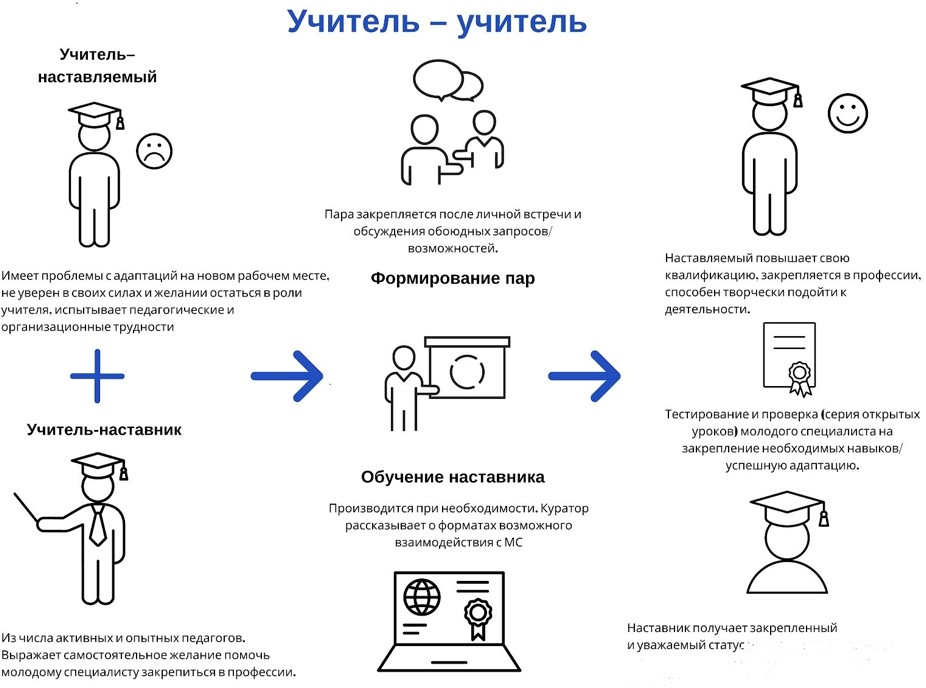 Учитель – учитель
Учитель–
наставляемый
Имеет проблемы с адаптаций на новом рабочем месте,
не уверен в своих силах и желании остаться в роли
учителя, испытывает педагогические и
организационные трудности
Учитель-наставник
Из числа активных и опытных педагогов.
Выражает самостоятельное желание помочь
молодому специалисту закрепиться в профессии.
Пара закрепляется после личной встречи и
обсуждения обоюдных запросов/
возможностей.
Формирование пар
Обучение наставника
Производится при необходимости. Куратор
рассказывает о форматах возможного
взаимодействия с МС
Наставляемый повышает свою
квалификацию, закрепляется в профессии,
способен творчески подойти к
деятельности.
Тестирование и проверка (серия открытых
уроков) молодого специалиста на
закрепление необходимых навыков/
успешную адаптацию.
Наставник получает закрепленный
и уважаемый статус